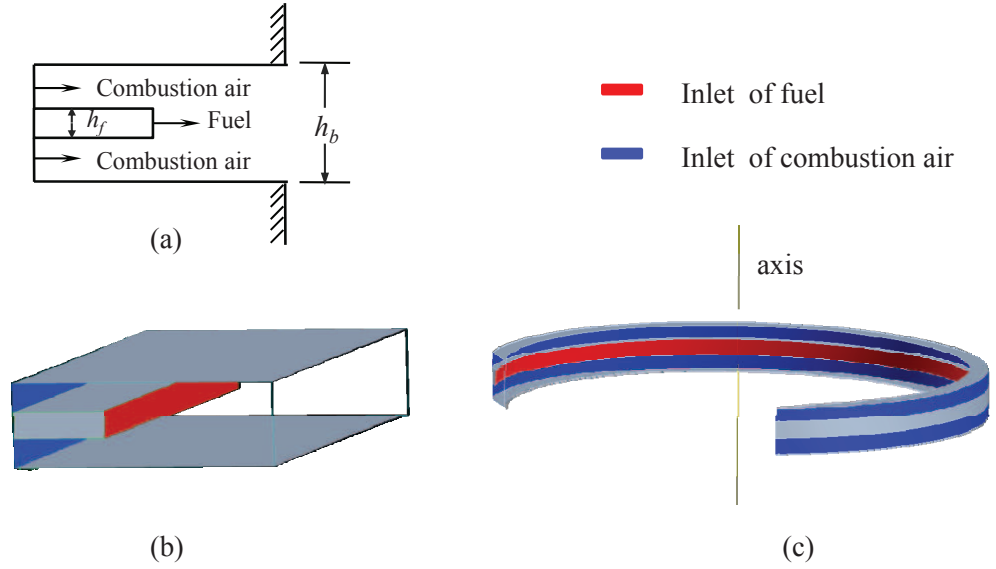 Combustion air
h_f
Fuel
h_b
Combustion air
(a)
Inlet of fuel
Inlet of combustion air
axis
(b)
(c)